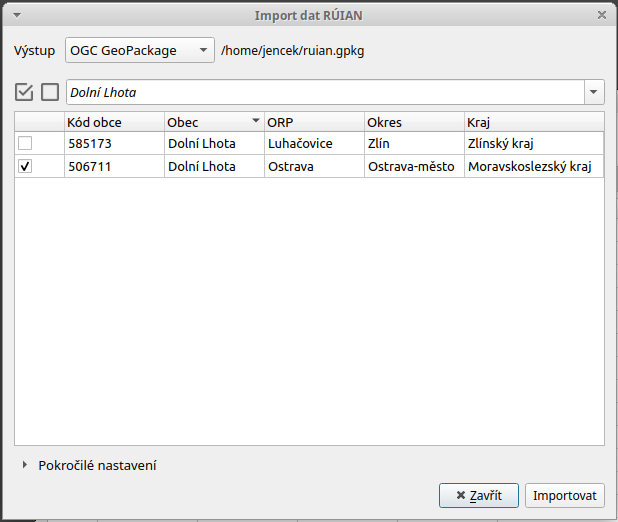 Import dat RÚIAN
Výstup OGC GeoPackage /home/jencek/ruian.gpkg
Dolní Lhota
Kód obce Obec ORP Okres Kraj
585173 Dolní Lhota Luhačovice Zlín Zlínský kraj
506711 Dolní Lhota Ostrava Ostrava-město Moravskoslezský kraj
Pokročilé nastavení
Zavřít Importovat